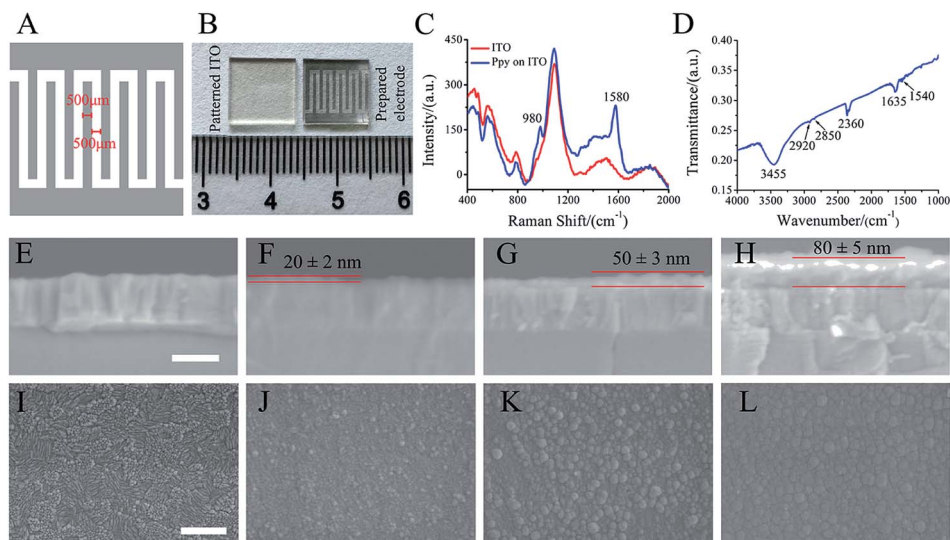 A
500μm
500μm
B
Patterned ITO
Prepared
electrode
3 4 5 6
C
Intensity/(a.u.)
450
300
150
0
ITO
Ppy on ITO
980
1580
400 800 1200 1600 2000
Raman Shift/(cm-1)
D
Transmittance/(a.u.)
0.35
0.30
0.25
0.20
0.15
3455
2920
2850
2360
1635
1540
4000 3500 3000 2500 2000 1500 1000
Wavenumber/(cm-1)
E
F
20 ± 2 nm
G
50 ± 3 nm
H
80 ± 5 nm
I
J
K
L